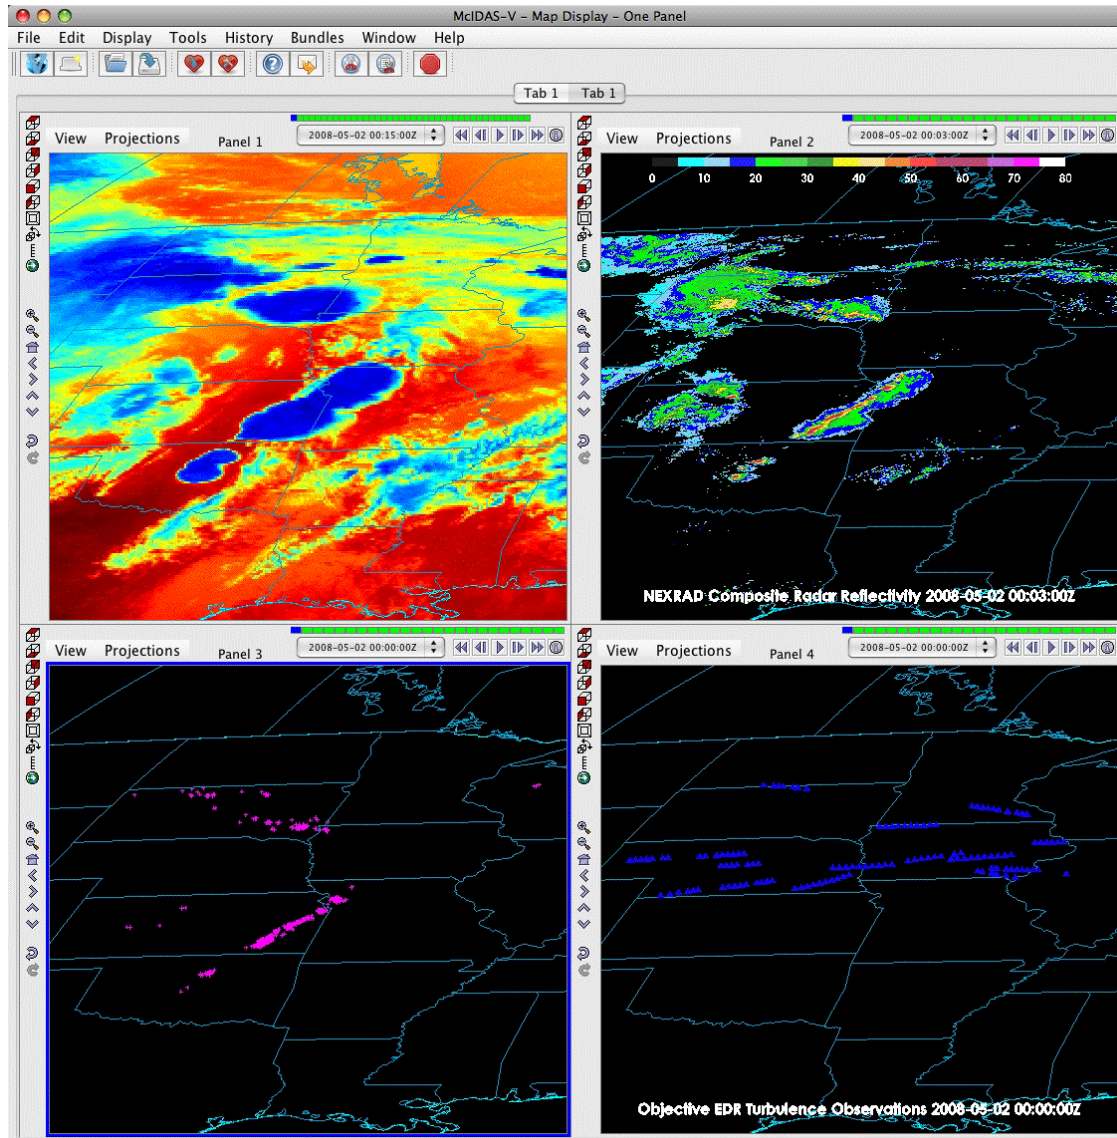 McIDAS-V - Map Display - One Panel
File Edit Display Tools History Bundles Window Help
Tab 1 Tab 1
View Projections Panel 1 2008-05-02 00:15:00Z
View Projections Panel 2 2008-05-02 00:03:00Z
0 10 20 30 40 50 60 70 80
NEXRAD Composite Radar Reflectivity 2008-05-02 00:03:00Z
View Projections Panel 3 2008-05-02 00:00:00Z
View Projections Panel 4 2008-05-02 00:00:00Z
Objective EDR Turbulence Observations 2008-05-02 00:00:00Z